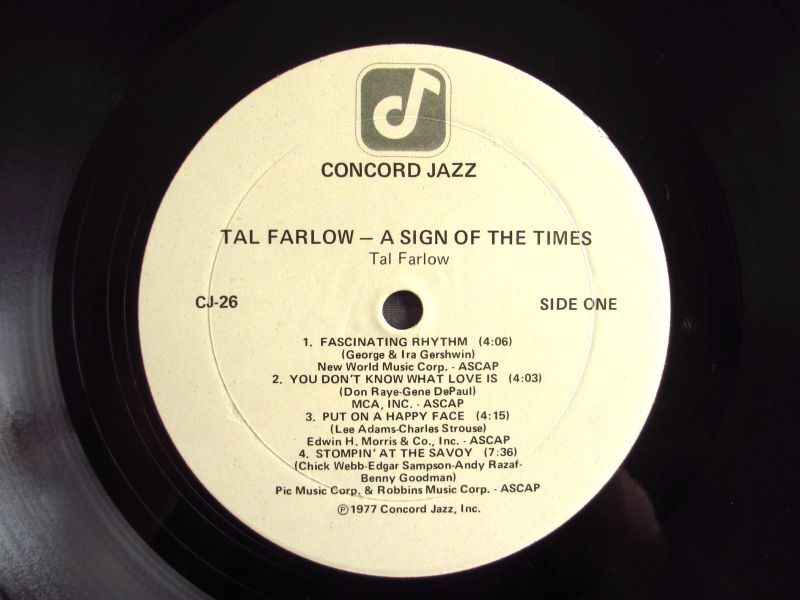 CONCORD JAZZ
TAL FARLOW — A SIGN OF THE TIMES
Tal Farlow
CJ-26
SIDE ONE
1. FASCINATING RHYTHM (4:06)
(George & Ira Gershwin)
New World Music Corp. - ASCAP
2. YOU DON'T KNOW WHAT LOVE IS (4:03)
(Don Raye-Gene DePaul)
MCA, INC. - ASCAP
3. PUT ON A HAPPY FACE (4:15)
(Lee Adams-Charles Strouse)
Edwin H. Morris & Co., Inc. - ASCAP
4. STOMPIN' AT THE SAVOY (7:36)
(Chick Webb-Edgar Sampson-Andy Razaf-
Benny Goodman)
Pic Music Corp. & Robbins Music Corp. - ASCAP
℗ 1977 Concord Jazz, Inc.